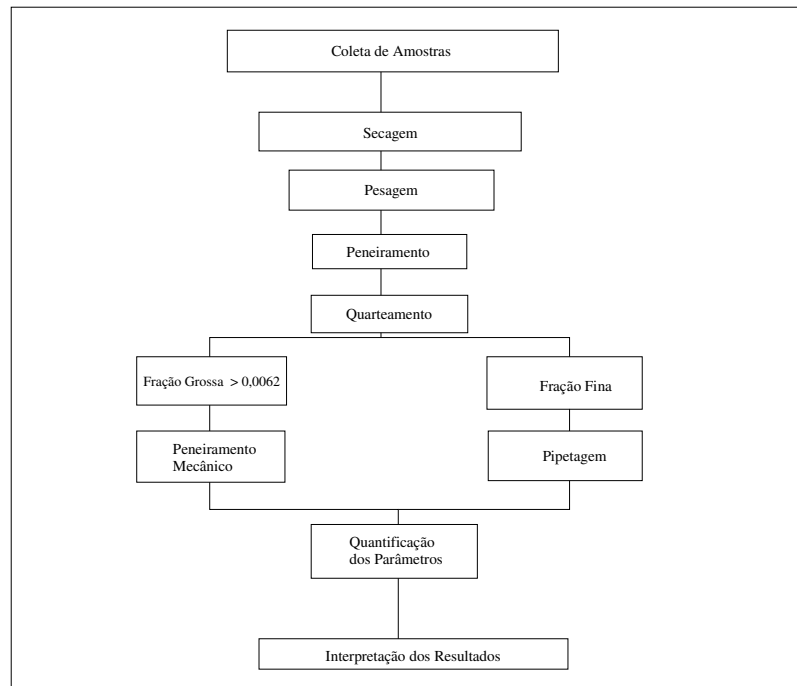 Coleta de Amostras
Secagem
Pesagem
Peneiramento
Quarteamento
Fração Grossa > 0,0062
Fração Fina
Peneiramento
Mecânico
Pipetagem
Quantificação
dos Parâmetros
Interpretação dos Resultados